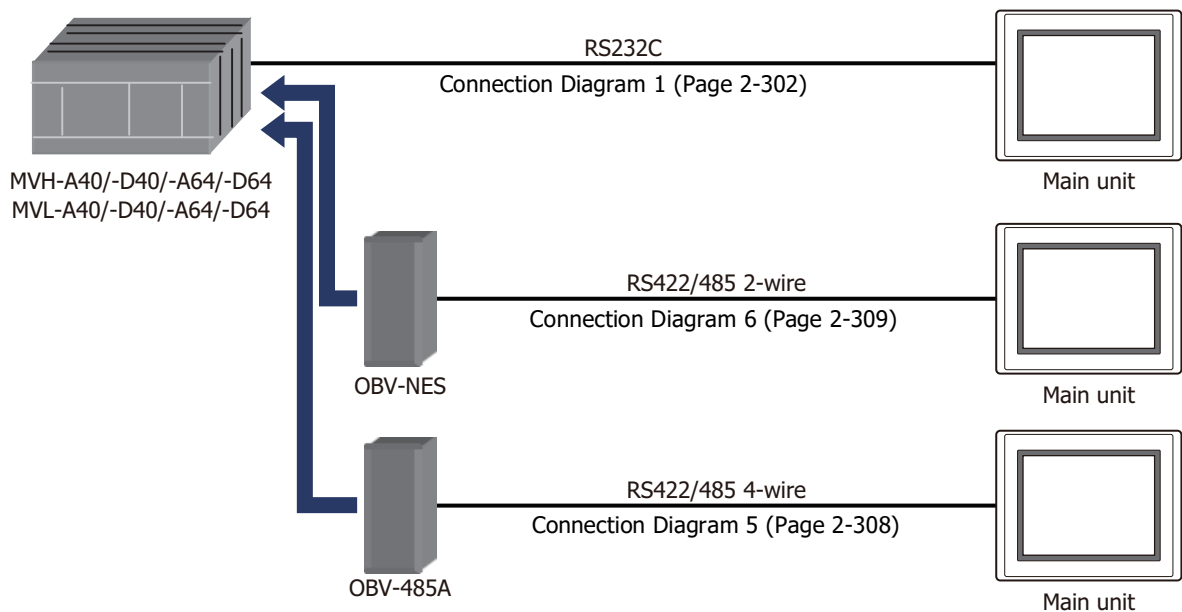 RS232C
Connection Diagram 1 (Page 2-302)
MVH-A40/-D40/-A64/-D64
MVL-A40/-D40/-A64/-D64
Main unit
RS422/485 2-wire
Connection Diagram 6 (Page 2-309)
OBV-NES
Main unit
RS422/485 4-wire
Connection Diagram 5 (Page 2-308)
OBV-485A
Main unit